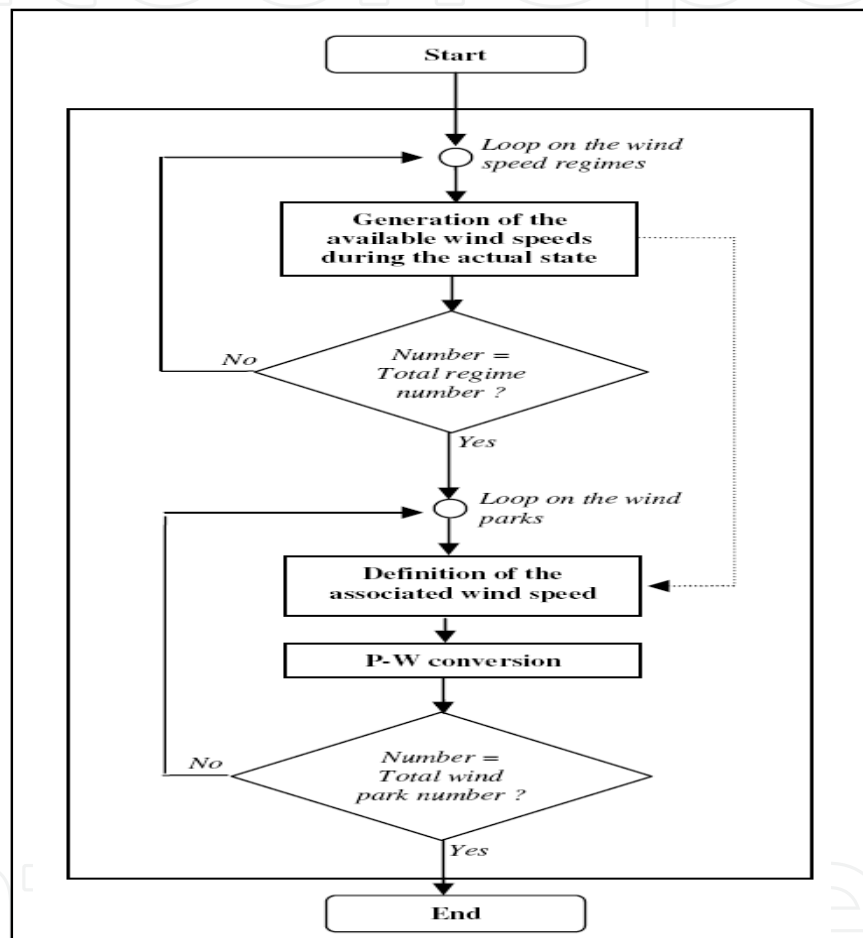 Start
Loop on the wind
speed regimes
Generation of the
available wind speeds
during the actual state
Number =
Total regime
number ?
No
Yes
Loop on the wind
parks
Definition of the
associated wind speed
P-W conversion
Number =
Total wind
park number ?
No
Yes
End